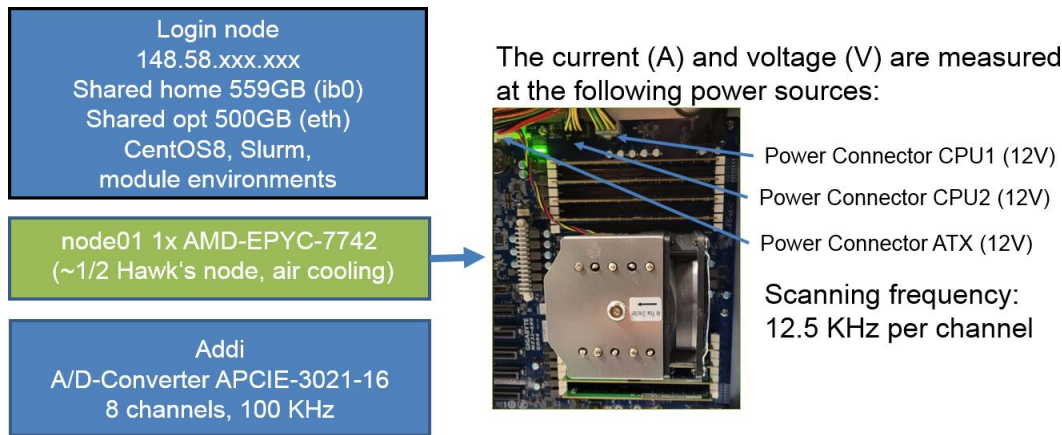 Login node
148.58.xxx.xxx
Shared home 559GB (ib0)
Shared opt 500GB (eth)
CentOS8, Slurm,
module environments
node01 1x AMD-EPYC-7742
(~1/2 Hawk‘s node, air cooling)
Addi
A/D-Converter APCIE-3021-16
8 channels, 100 KHz
The current (A) and voltage (V) are measured
at the following power sources:
Power Connector CPU1 (12V)
Power Connector CPU2 (12V)
Power Connector ATX (12V)
Scanning frequency:
12.5 KHz per channel
GIGABYTE